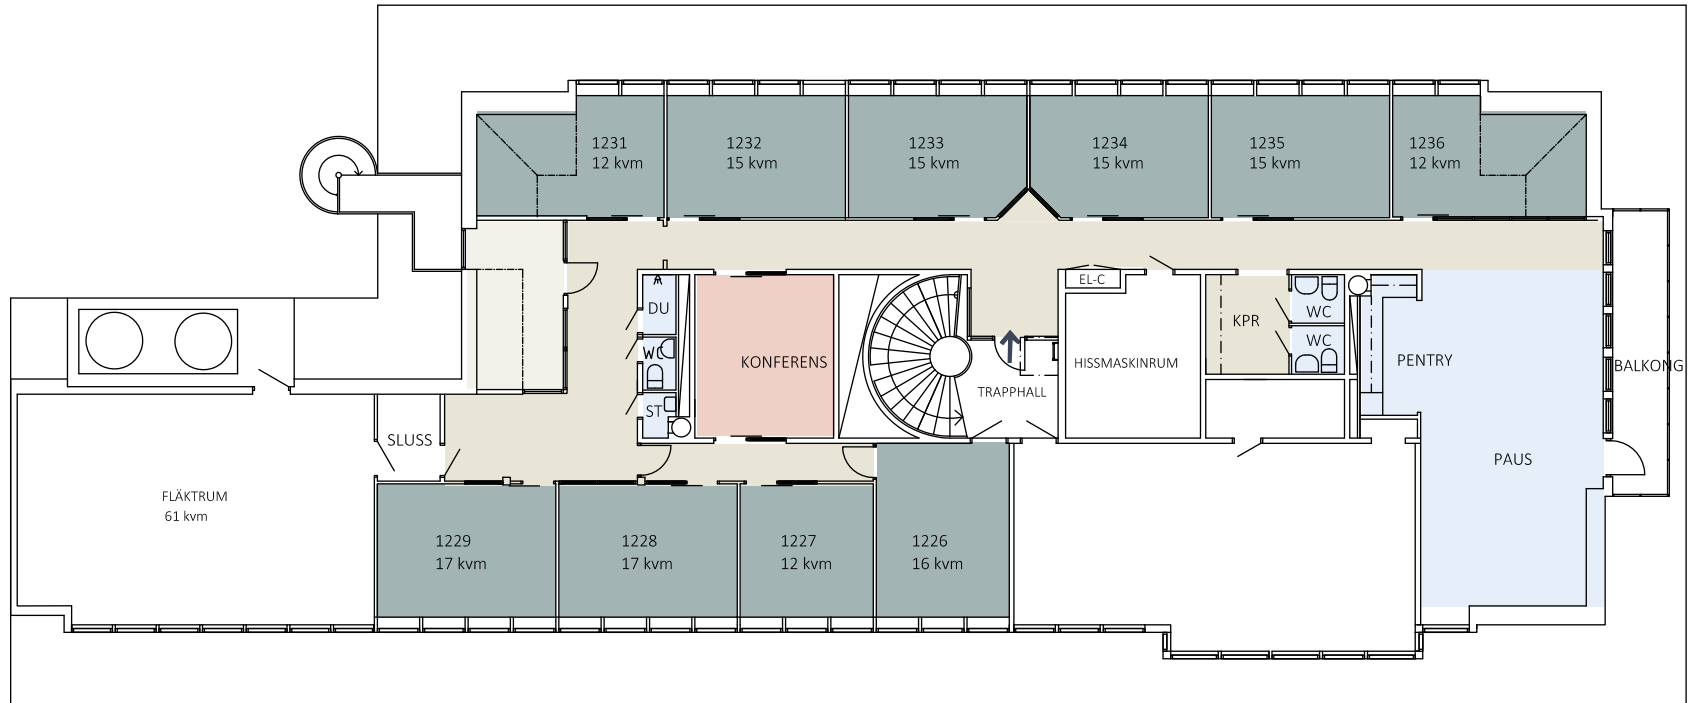 1231
12 kvm
1232
15 kvm
1233
15 kvm
1234
15 kvm
1235
15 kvm
1236
12 kvm
EL-C
DU
WC
ST
KONFERENS
TRAPPHALL
HISSMASKINRUM
KPR
WC
WC
PENTRY
BALKONG
SLUSS
PAUS
FLÄKTRUM
61 kvm
1229
17 kvm
1228
17 kvm
1227
12 kvm
1226
16 kvm